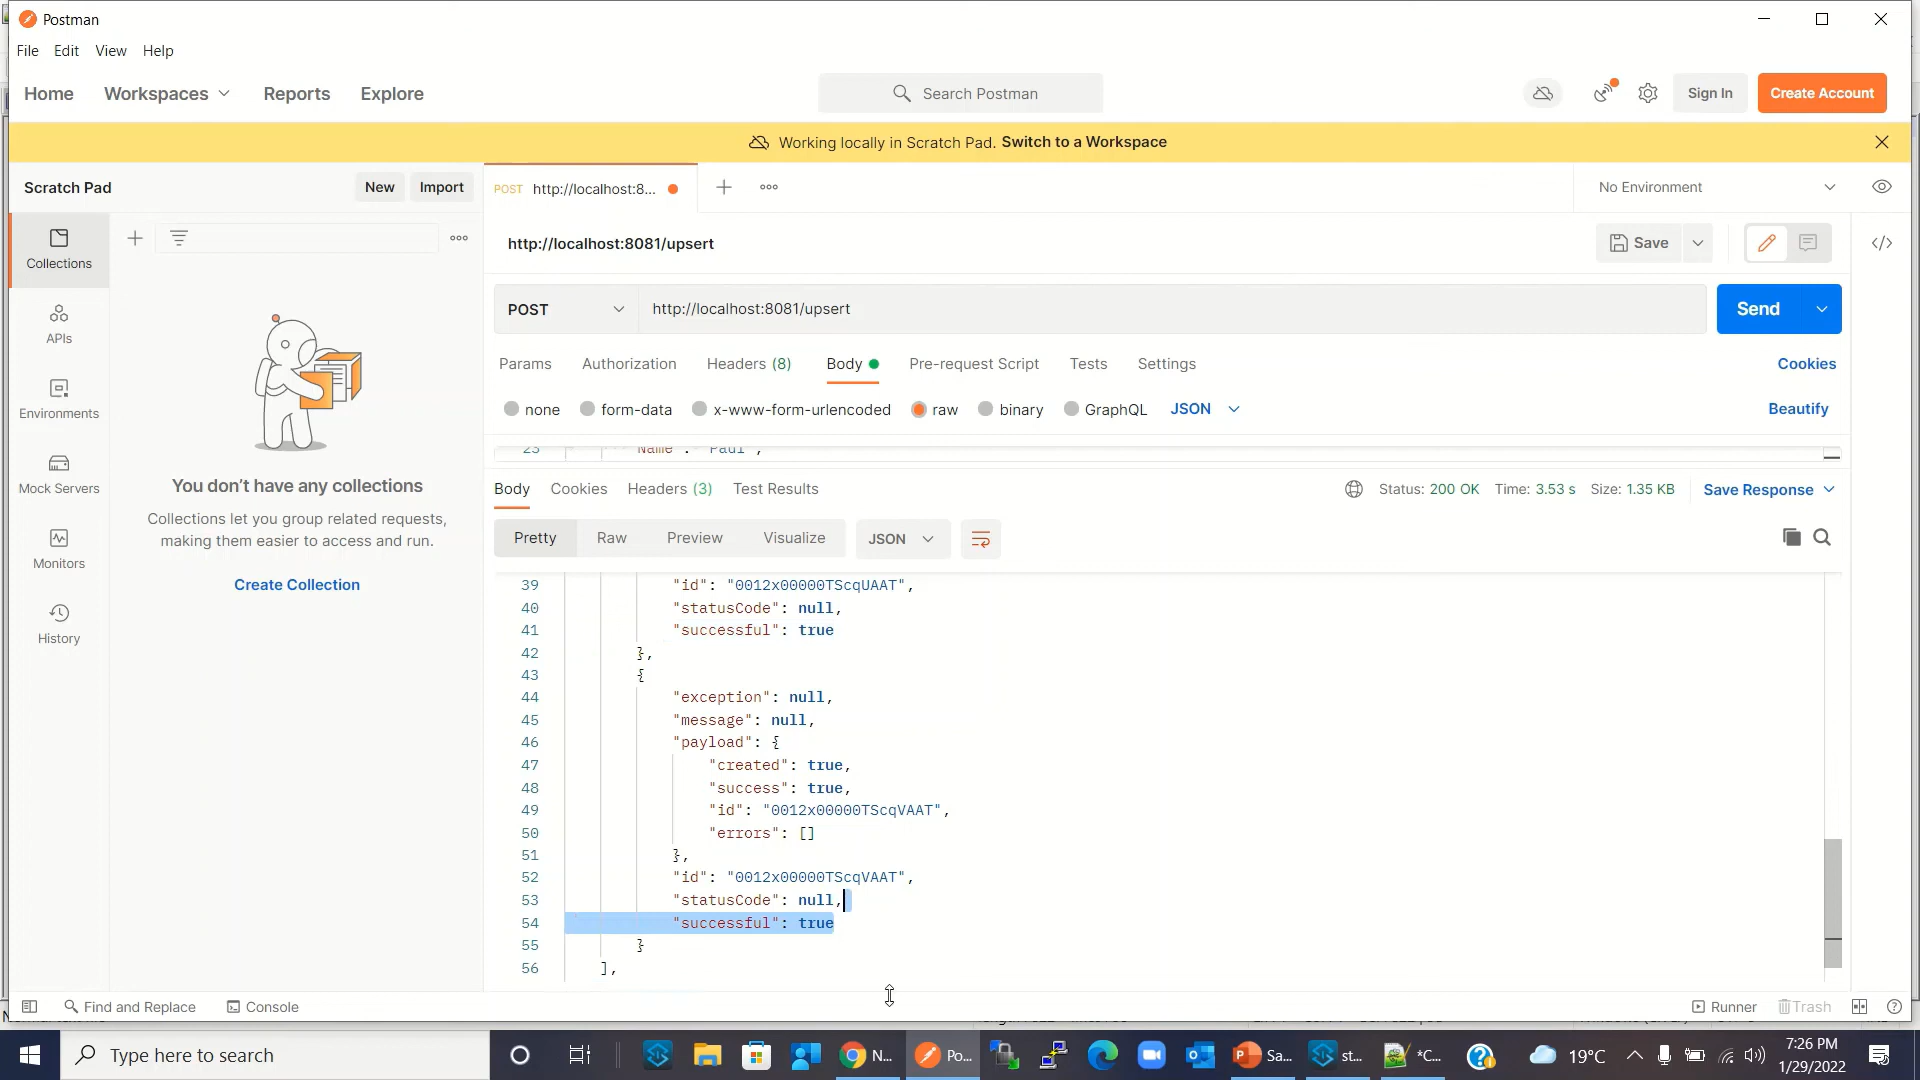 Postman
File Edit View Help
Home Workspaces Reports Explore
Search Postman
Sign In
Create Account
Working locally in Scratch Pad. Switch to a Workspace
Scratch Pad
New
Import
POST http://localhost:8...
No Environment
Collections
APIs
Environments
Mock Servers
Monitors
History
You don't have any collections
Collections let you group related requests,
making them easier to access and run.
Create Collection
http://localhost:8081/upsert
Save
POST
http://localhost:8081/upsert
Send
Params Authorization Headers (8) Body Pre-request Script Tests Settings
Cookies
none form-data x-www-form-urlencoded raw binary GraphQL JSON
Beautify
23 "Name": "Paul",
Body Cookies Headers (3) Test Results
Status: 200 OK Time: 3.53 s Size: 1.35 KB Save Response
Pretty Raw Preview Visualize JSON
39 "id": "0012x00000TScqUAAT",
40 "statusCode": null,
41 "successful": true
42 },
43 {
44 "exception": null,
45 "message": null,
46 "payload": {
47 "created": true,
48 "success": true,
49 "id": "0012x00000TScqVAAT",
50 "errors": []
51 },
52 "id": "0012x00000TScqVAAT",
53 "statusCode": null,
54 "successful": true
55 }
56 ],
Find and Replace Console
Runner Trash
Type here to search
N...
Po...
Sa...
st...
*C...
19°C
7:26 PM
1/29/2022